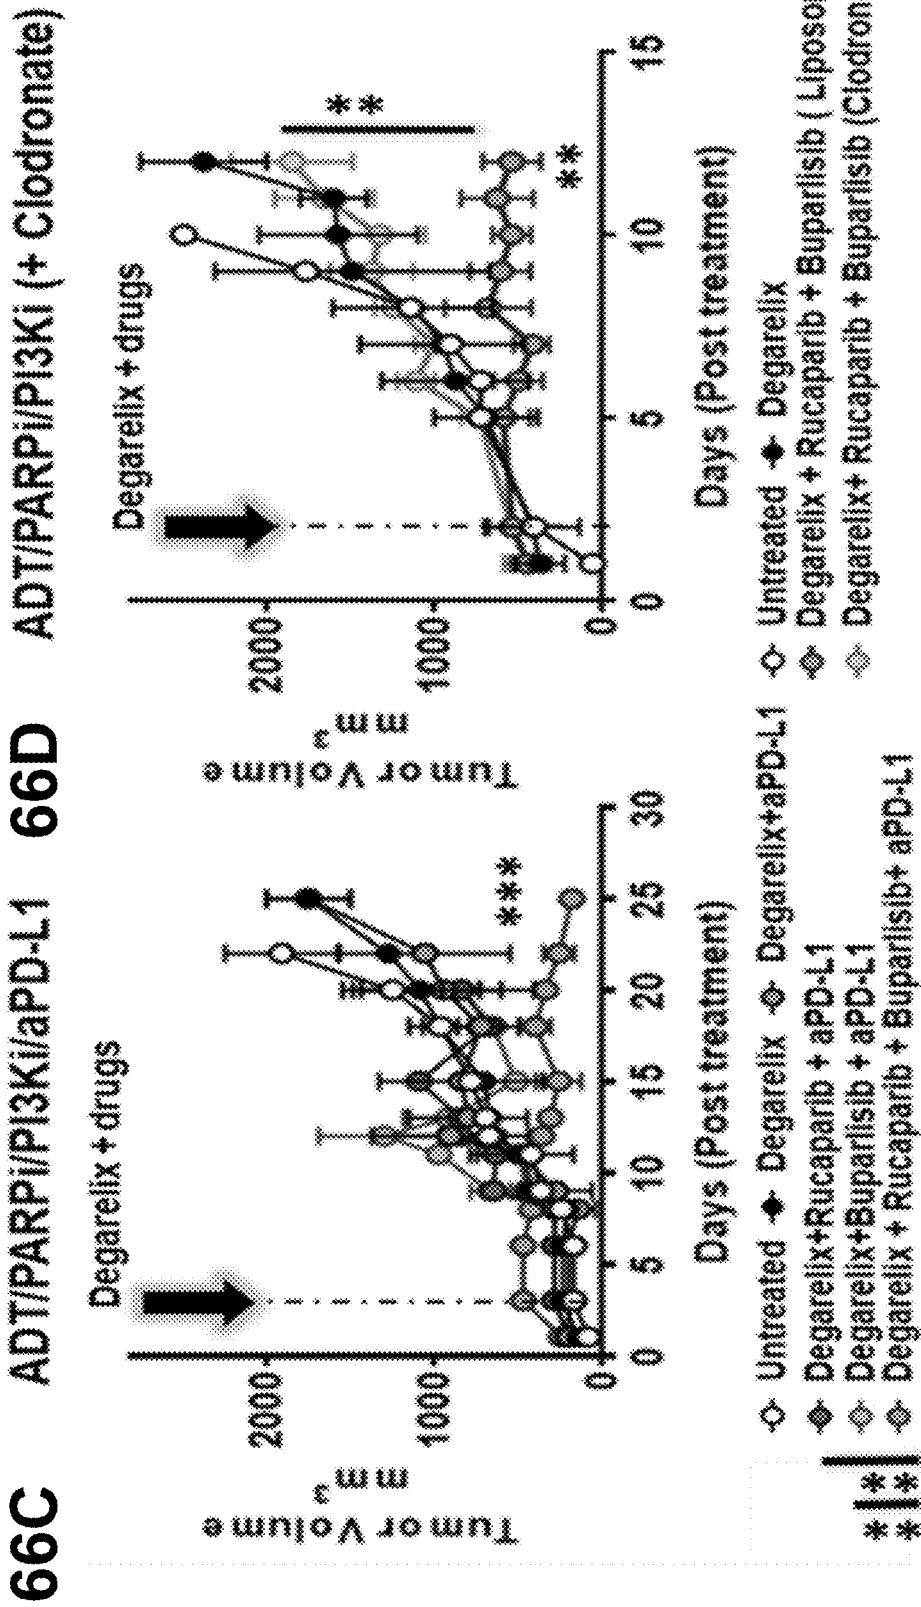 66C
ADT/PARPi/PI3Ki/aPD-L1
Degarelix + drugs
Tumor Volume
mm3
2000
1000
0
0
5
10
15
20
25
30
***
Days (Post treatment)
Untreated
Degarelix
Degarelix+aPD-L1
Degarelix+Rucaparib + aPD-L1
Degarelix+Buparlisib + aPD-L1
Degarelix + Rucaparib + Buparlisib+ aPD-L1
**
**
66D
ADT/PARPi/PI3Ki (+ Clodronate)
Degarelix + drugs
Tumor Volume
mm3
2000
1000
0
0
5
10
15
**
**
Days (Post treatment)
Untreated
Degarelix
Degarelix + Rucaparib + Buparlisib (
Degarelix+ Rucaparib + Buparlisib